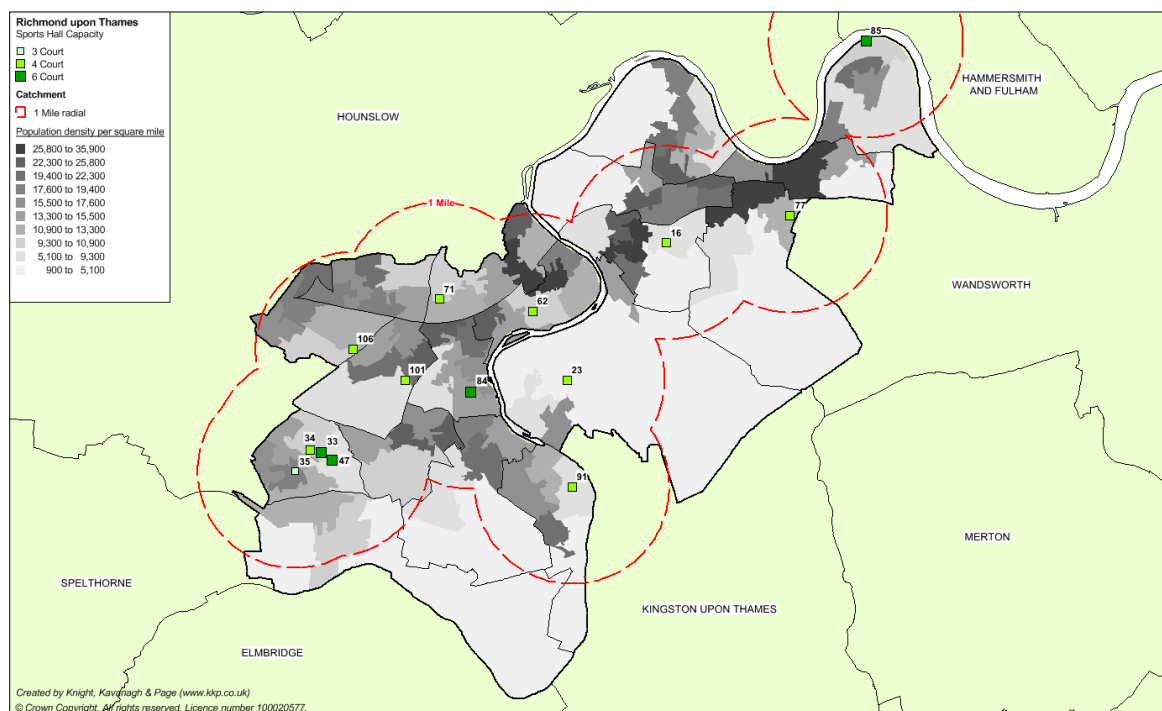 Richmond upon Thames
Sports Hall Capacity
3 Court
4 Court
6 Court
Catchment
1 Mile radial
Population density per square mile
25,800 to 35,900
22,300 to 25,800
19,400 to 22,300
17,600 to 19,400
15,500 to 17,600
13,300 to 15,500
10,900 to 13,300
9,300 to 10,900
5,100 to 9,300
900 to 5,100
85
HAMMERSMITH
AND FULHAM
HOUNSLOW
1 Mile
77
16
WANDSWORTH
71
62
106
101
84
23
34
33
35
47
91
MERTON
SPELTHORNE
KINGSTON UPON THAMES
ELMBRIDGE
Created by Knight, Kavanagh & Page (www.kkp.co.uk)
© Crown Copyright. All rights reserved. Licence number 100020577.